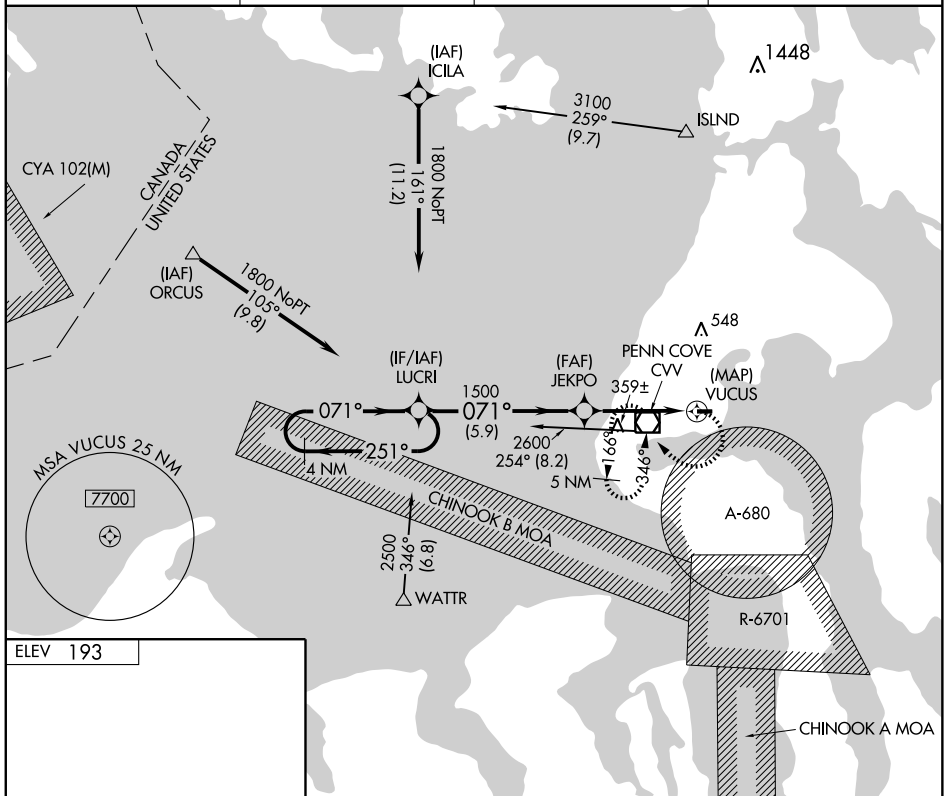 (IAF)
ICILA
1448
3100
259°
(9.7)
ISLND
1800 NoPT
161°
(11.2)
CYA 102(M)
CANADA
UNITED STATES
(IAF)
ORCUS
1800 NoPT
105°
(9.8)
548
PENN COVE
CVV
(IF/IAF)
LUCRI
(FAF)
JEKPO
(MAP)
VUCUS
359±
1500
071°
071°
(5.9)
2600
254° (8.2)
166°
346°
5 NM
251°
4 NM
MSA VUCUS 25 NM
7700
CHINOOK B MOA
A-680
2500
346°
(6.8)
WATTR
R-6701
ELEV 193
CHINOOK A MOA